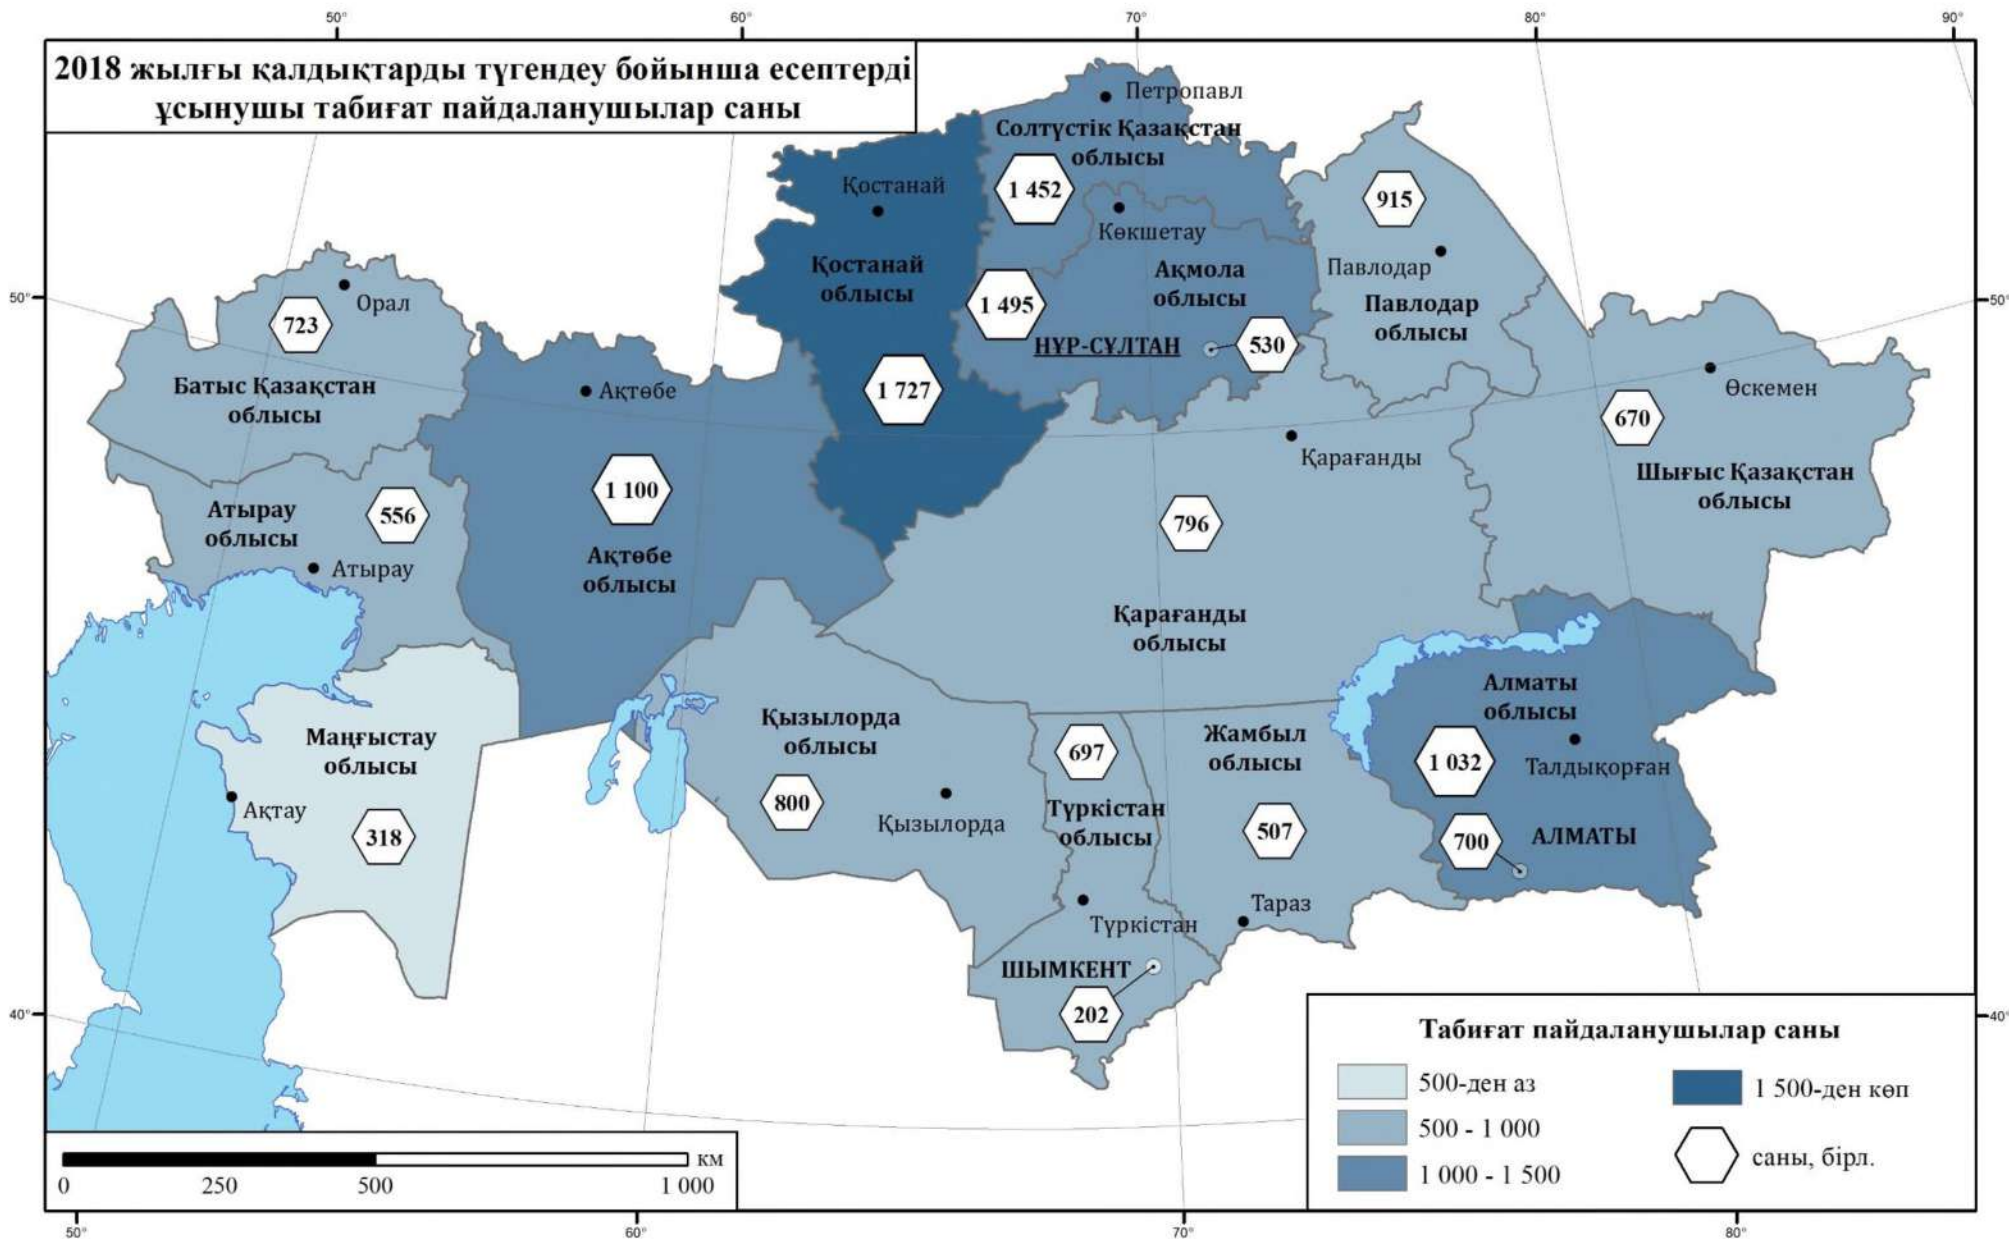 50° 60° 70° 80° 90°
2018 жылғы қалдықтарды түгендеу бойынша есептерді
ұсынушы табиғат пайдаланушылар саны
Петропавл
Солтүстік Қазақстан
облысы
1 452
915
Қостанай
Көкшетау
Қостанай
облысы
Ақмола
облысы
Павлодар
Павлодар
облысы
50°
50°
Орал
723
1 495
НҰР-СҰЛТАН
530
Батыс Қазақстан
облысы
Ақтөбе
1 727
Өскемен
670
Қарағанды
Шығыс Қазақстан
облысы
Атырау
облысы
556
1 100
796
Атырау
Ақтөбе
облысы
Қарағанды
облысы
Алматы
облысы
Маңғыстау
облысы
Қызылорда
облысы
697
Жамбыл
облысы
1 032
Талдықорған
Ақтау
318
800
Қызылорда
Түркістан
облысы
507
700
АЛМАТЫ
Түркістан
Тараз
ШЫМКЕНТ
202
40°
40°
Табиғат пайдаланушылар саны
500-ден аз
500 - 1 000
1 000 - 1 500
1 500-ден көп
саны, бірл.
км
0 250 500 1 000
50° 60° 70° 80°